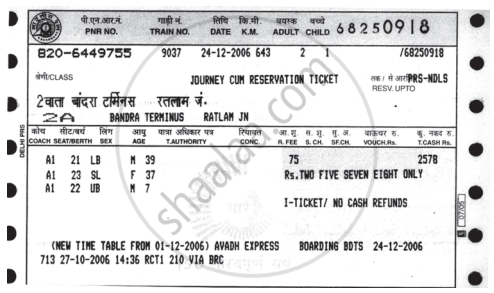 पी.एन.आर.नं. गाड़ी नं. तिथि कि.मी. वयस्क बच्चे
PNR NO. TRAIN NO. DATE K.M. ADULT CHILD 68250918
820-6449755 9037 24-12-2006 643 2 1 /68250918
श्रेणी/CLASS JOURNEY CUM RESERVATION TICKET तक / से आर PRS-NDLS
RESV. UPTO
2वाता बांदरा टर्मिनस रतलाम जं.
2A BANDRA TERMINUS RATLAM JN
कोच सीट/बर्थ लिंग आयु यात्रा अधिकार पत्र रियायत आ. शु. स. शु. सु. अ. वाऊचर रु. कु. नकद रु.
COACH SEAT/BERTH SEX AGE T.AUTHORITY CONC. R. FEE S. CH. SF.CH. VOUCH.Rs. T.CASH Rs.
A1 21 LB M 39 75 2578
A1 23 SL F 37 Rs.TWO FIVE SEVEN EIGHT ONLY
A1 22 UB M 7
I-TICKET/ NO CASH REFUNDS
(NEW TIME TABLE FROM 01-12-2006) AVADH EXPRESS BOARDING BDTS 24-12-2006
713 27-10-2006 14:36 RCT1 210 VIA BRC
DELHI PRS
07/05
shaalaa.com